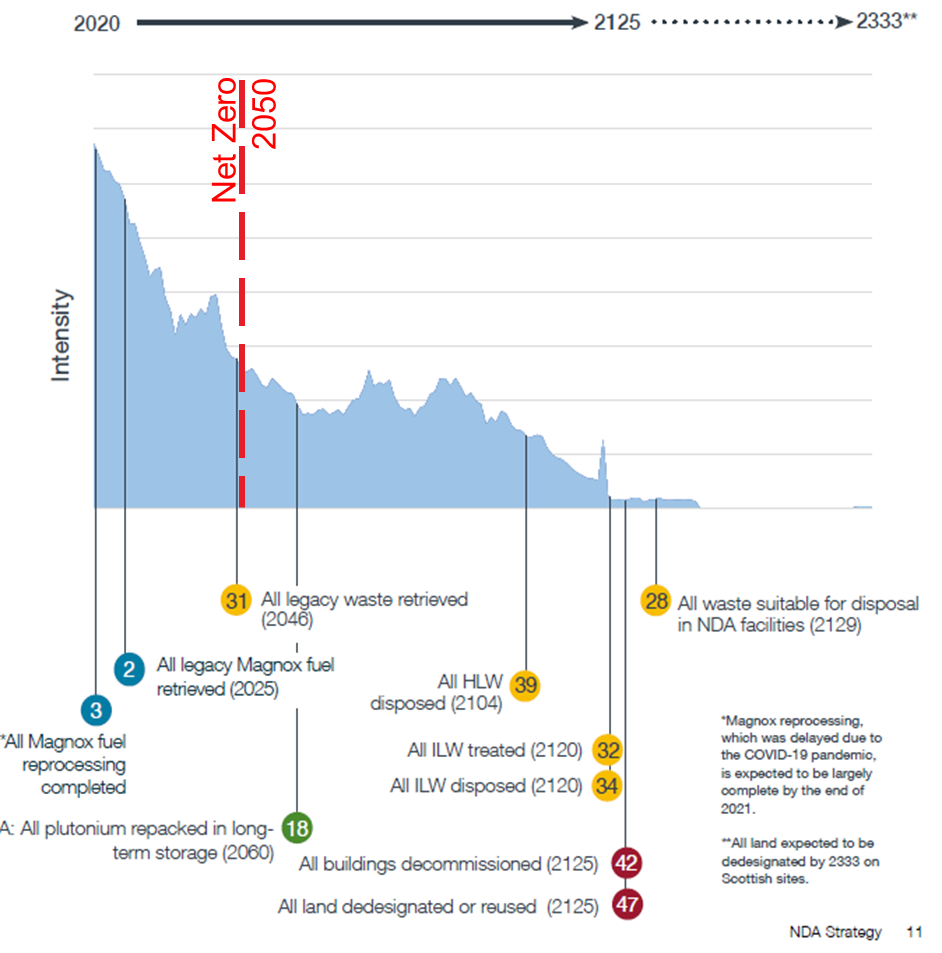 2020
2125
2333**
Net Zero
2050
Intensity
31
All legacy waste retrieved
(2046)
28
All waste suitable for disposal
in NDA facilities (2129)
2
All legacy Magnox fuel
retrieved (2025)
All HLW
disposed (2104)
39
3
*All Magnox fuel
reprocessing
completed
All ILW treated (2120)
32
All ILW disposed (2120)
34
A: All plutonium repacked in long-
term storage (2060)
18
All buildings decommissioned (2125)
42
All land dedesignated or reused (2125)
47
*Magnox reprocessing,
which was delayed due to
the COVID-19 pandemic,
is expected to be largely
complete by the end of
2021.
**All land expected to be
dedesignated by 2333 on
Scottish sites.
NDA Strategy 11